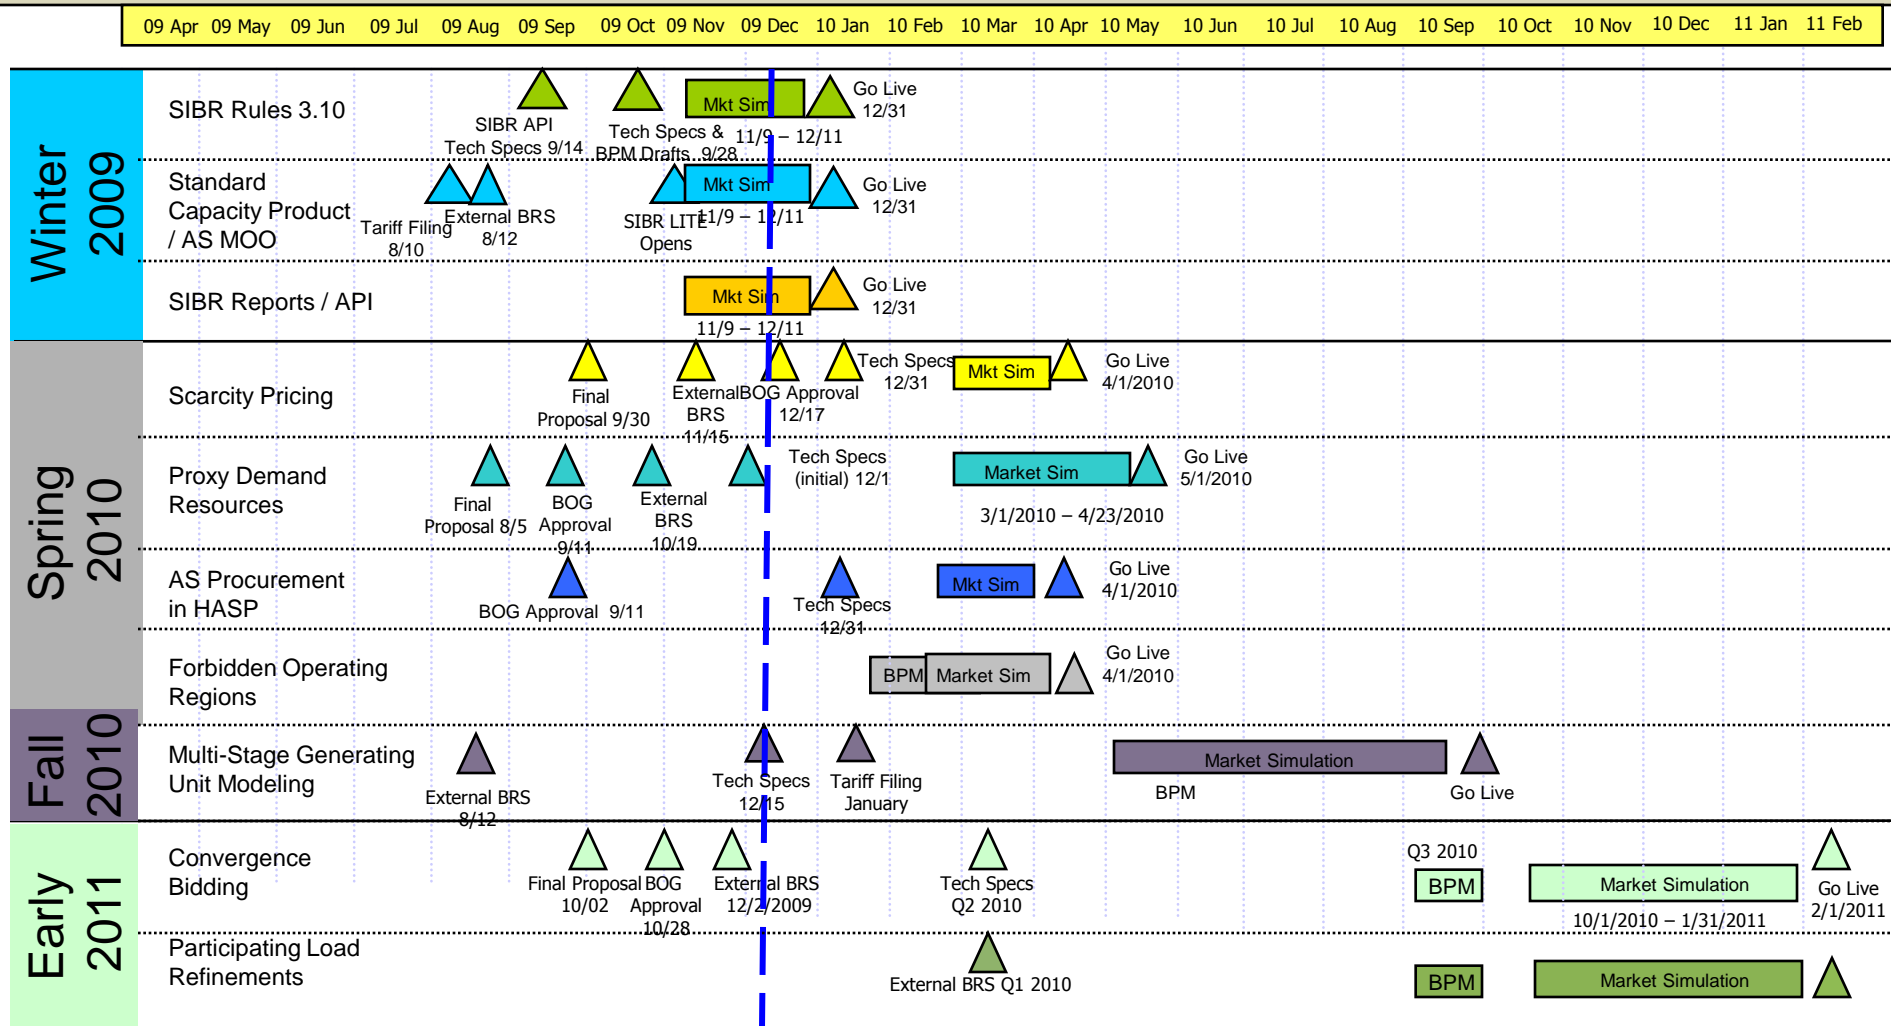 09 Apr 09 May 09 Jun 09 Jul 09 Aug 09 Sep 09 Oct 09 Nov 09 Dec 10 Jan 10 Feb 10 Mar 10 Apr 10 May 10 Jun 10 Jul 10 Aug 10 Sep 10 Oct 10 Nov 10 Dec 11 Jan 11 Feb
Winter
2009
SIBR Rules 3.10
SIBR API
Tech Specs 9/14
Tech Specs &
BPM Drafts 9/28
Mkt Sim
11/9 – 12/11
Go Live
12/31
Standard
Capacity Product
/ AS MOO
Tariff Filing
8/10
External BRS
8/12
SIBR LITE
Opens
Mkt Sim
11/9 – 12/11
Go Live
12/31
SIBR Reports / API
Mkt Sim
11/9 – 12/11
Go Live
12/31
Spring
2010
Scarcity Pricing
Final
Proposal 9/30
External
BRS
11/15
BOG Approval
12/17
Tech Specs
12/31
Mkt Sim
Go Live
4/1/2010
Proxy Demand
Resources
Final
Proposal 8/5
BOG
Approval
9/11
External
BRS
10/19
Tech Specs
(initial) 12/1
Market Sim
3/1/2010 – 4/23/2010
Go Live
5/1/2010
AS Procurement
in HASP
BOG Approval 9/11
Tech Specs
12/31
Mkt Sim
Go Live
4/1/2010
Forbidden Operating
Regions
BPM
Market Sim
Go Live
4/1/2010
Fall
2010
Multi-Stage Generating
Unit Modeling
External BRS
8/12
Tech Specs
12/15
Tariff Filing
January
Market Simulation
BPM
Go Live
Early
2011
Convergence
Bidding
Final Proposal
10/02
BOG
Approval
10/28
External BRS
12/2/2009
Tech Specs
Q2 2010
Q3 2010
BPM
Market Simulation
10/1/2010 – 1/31/2011
Go Live
2/1/2011
Participating Load
Refinements
External BRS Q1 2010
BPM
Market Simulation